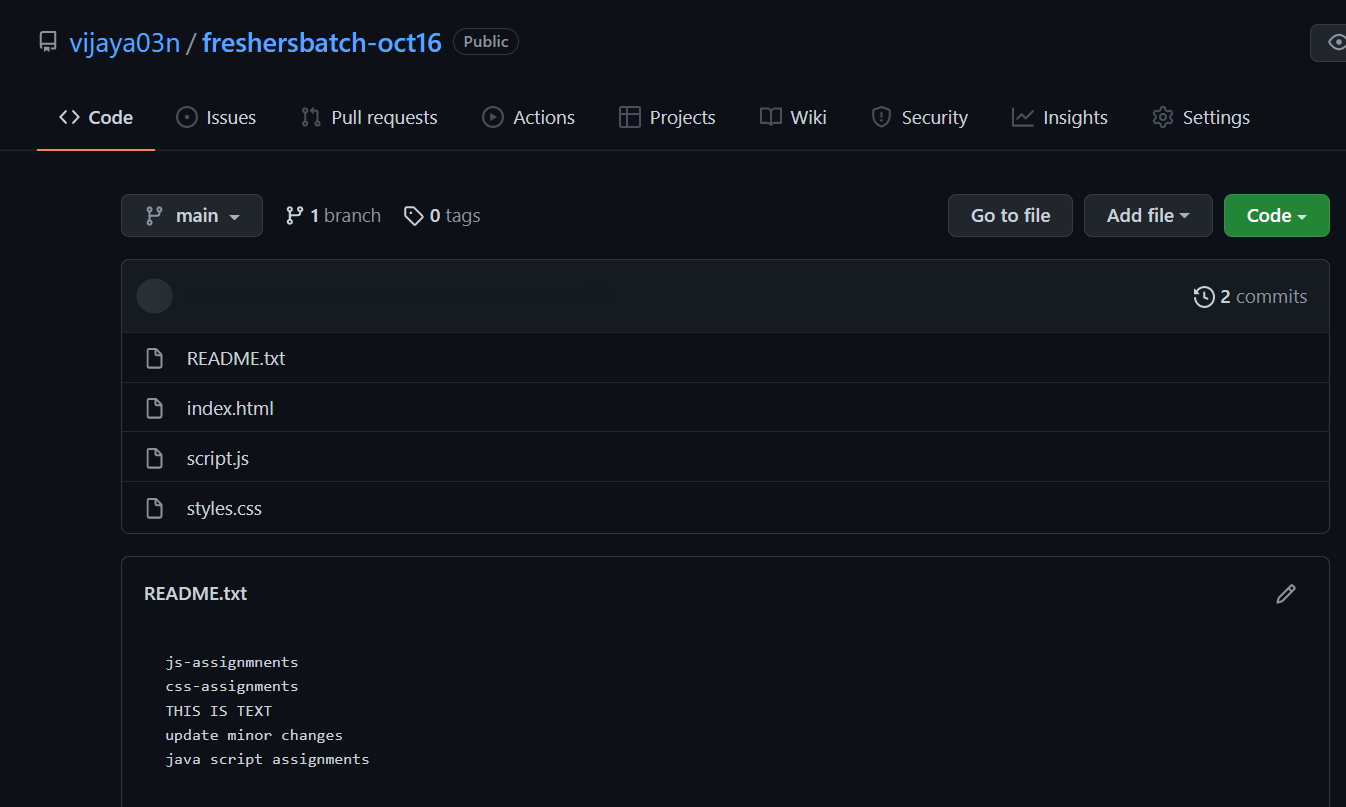 vijaya03n / freshersbatch-oct16 Public
Code Issues Pull requests Actions Projects Wiki Security Insights Settings
main 1 branch 0 tags Go to file Add file Code
2 commits
README.txt
index.html
script.js
styles.css
README.txt
js-assignmnents
css-assignments
THIS IS TEXT
update minor changes
java script assignments